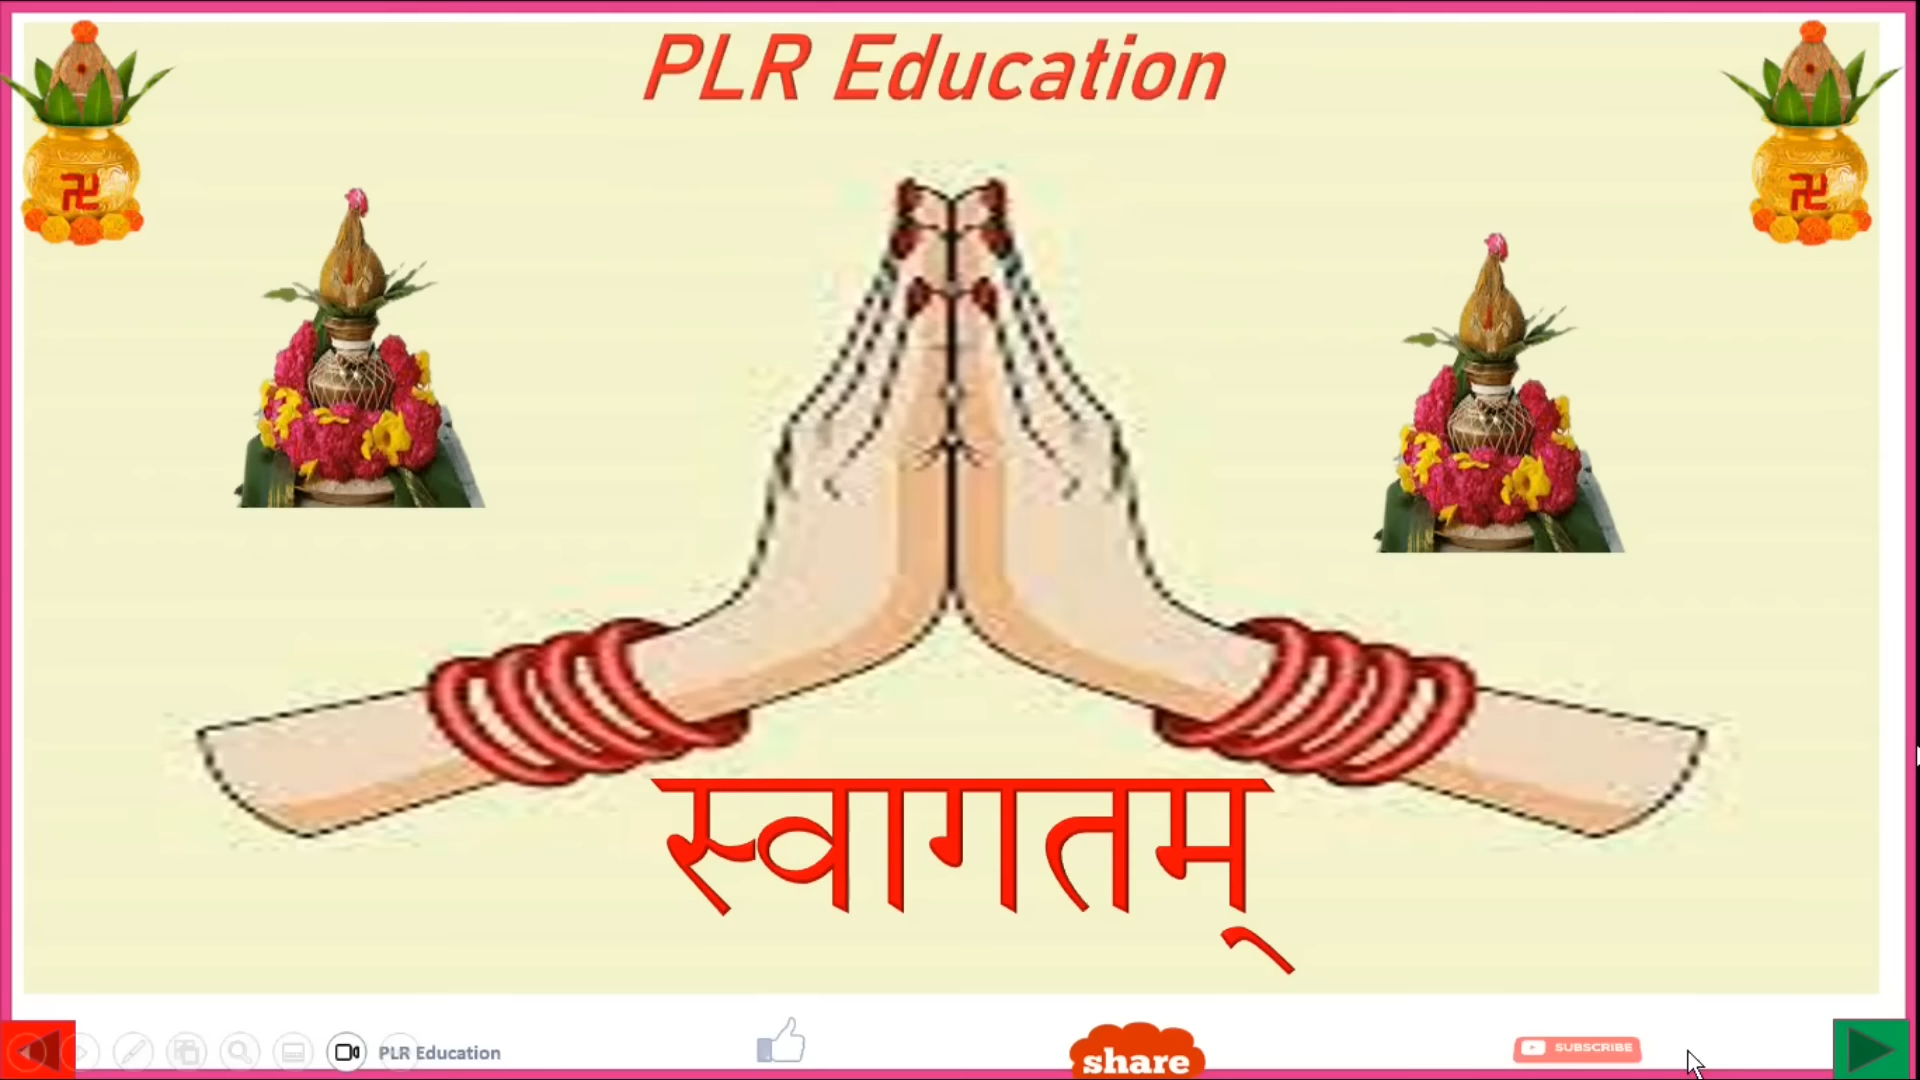 PLR Education
स्वागतम्
PLR Education
share
SUBSCRIBE